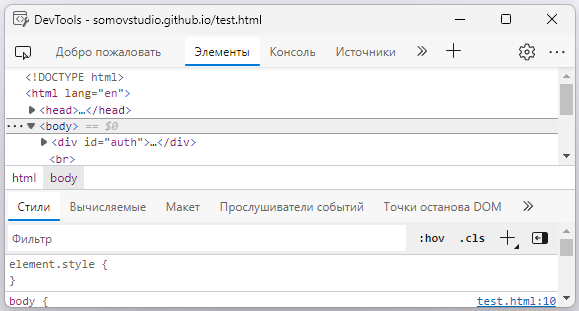 DevTools - somovstudio.github.io/test.html
Добро пожаловать Элементы Консоль Источники
<!DOCTYPE html>
<html lang="en">
<head>…</head>
<body> == $0
<div id="auth">…</div>
<br>
html body
Стили Вычисляемые Макет Прослушиватели событий Точки останова DOM
Фильтр :hov .cls
element.style {
}
body { test.html:10